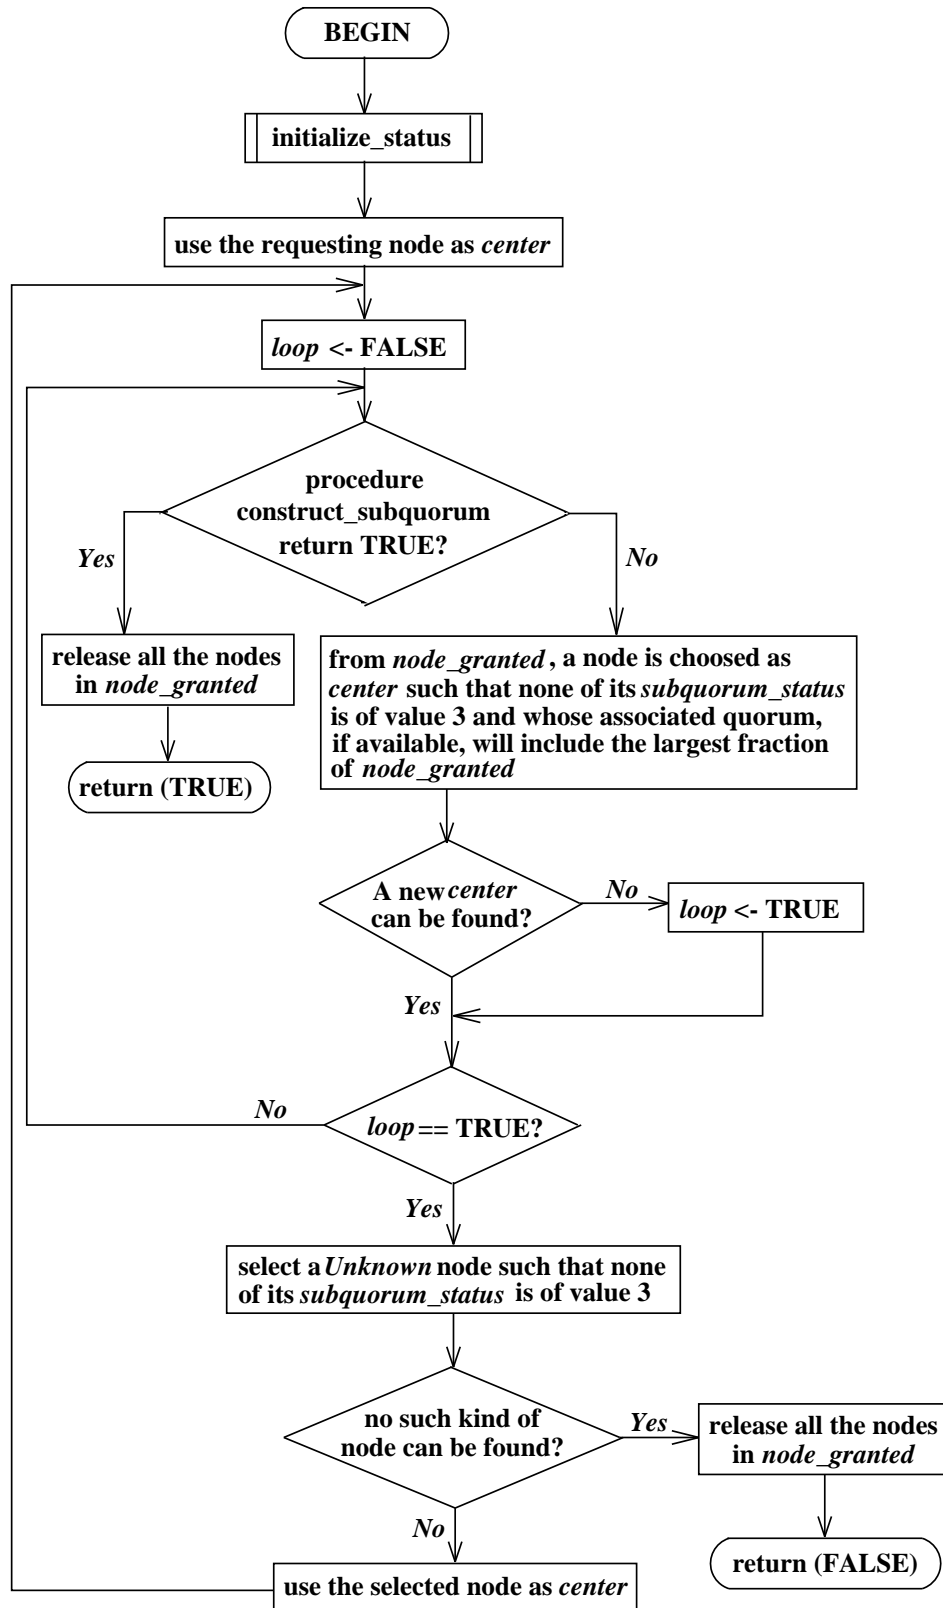 BEGIN
initialize_status
use the requesting node as center
loop <- FALSE
procedure
construct_subquorum
return TRUE?
Yes
No
release all the nodes
in node_granted
return (TRUE)
from node_granted, a node is choosed as
center such that none of its subquorum_status
is of value 3 and whose associated quorum,
if available, will include the largest fraction
of node_granted
A new center
can be found?
No
loop <- TRUE
Yes
loop == TRUE?
No
Yes
select a Unknown node such that none
of its subquorum_status is of value 3
no such kind of
node can be found?
Yes
release all the nodes
in node_granted
return (FALSE)
No
use the selected node as center